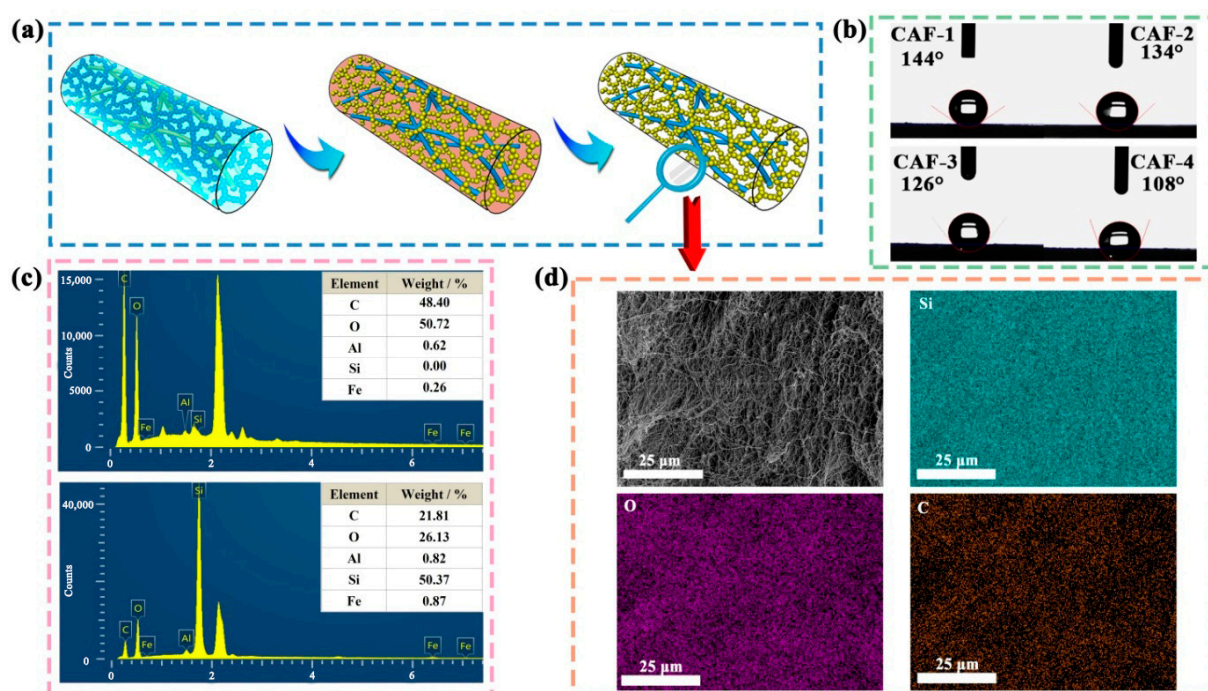 (a)
(b)
CAF-1
144°
CAF-2
134°
CAF-3
126°
CAF-4
108°
(c)
15,000
10,000
5000
0
Counts
C
O
Fe
Al
Si
Fe
Fe
0 2 4 6
Element Weight / %
C 48.40
O 50.72
Al 0.62
Si 0.00
Fe 0.26
40,000
0
Counts
Si
C
O
Fe
Al
Fe
Fe
0 2 4 6
Element Weight / %
C 21.81
O 26.13
Al 0.82
Si 50.37
Fe 0.87
(d)
25 μm
Si
25 μm
O
25 μm
C
25 μm